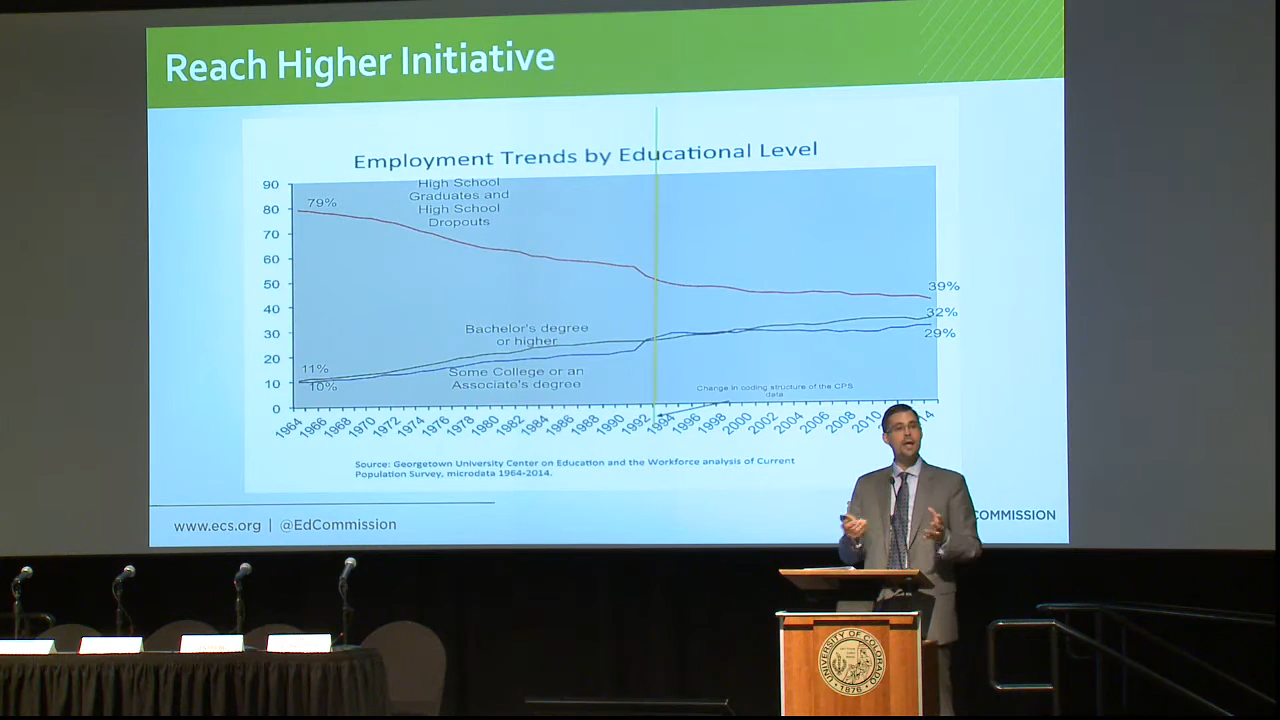 Reach Higher Initiative
Employment Trends by Educational Level
90
80
70
60
50
40
30
20
10
0
79%
High School
Graduates and
High School
Dropouts
39%
32%
29%
Bachelor's degree
or higher
11%
10%
Some College or an
Associate's degree
Change in coding structure of the CPS
data
1964 1966 1968 1970 1972 1974 1976 1978 1980 1982 1984 1986 1988 1990 1992 1994 1996 1998 2000 2002 2004 2006 2008 2010 14
Source: Georgetown University Center on Education and the Workforce analysis of Current
Population Survey, microdata 1964-2014.
www.ecs.org | @EdCommission
COMMISSION
UNIVERSITY OF COLORADO
1876